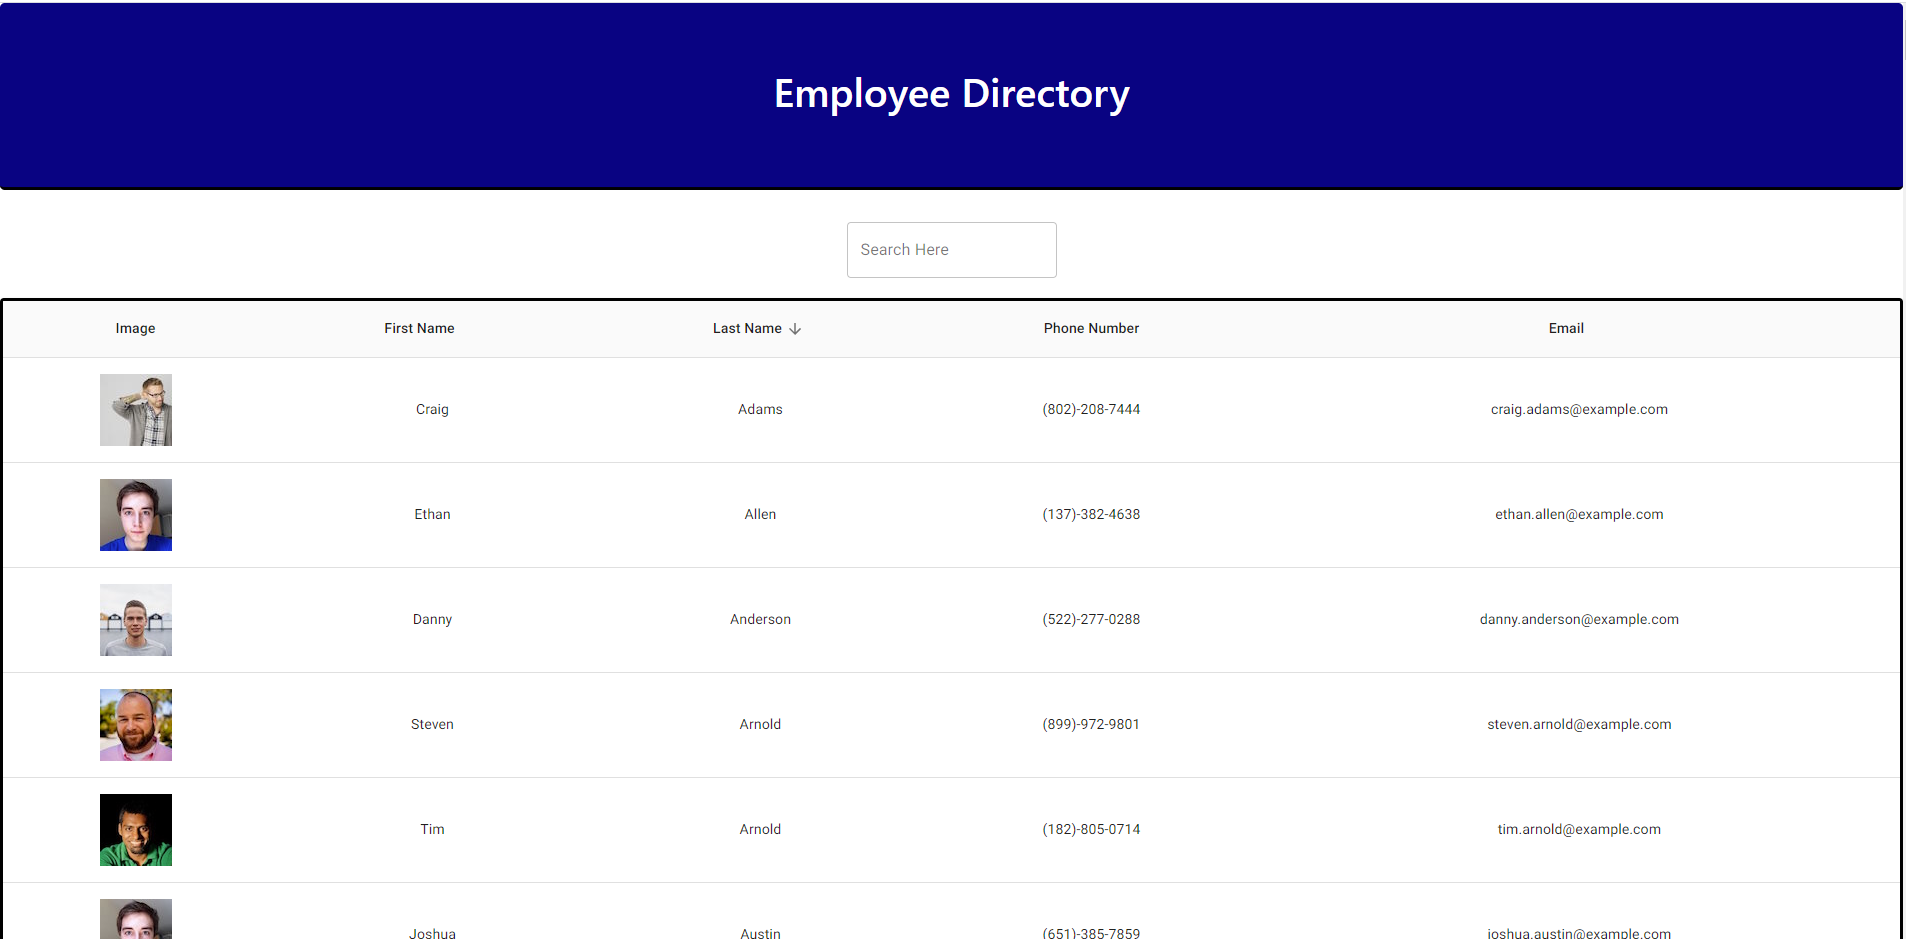 Employee Directory
Search Here
Image First Name Last Name Phone Number Email
Craig Adams (802)-208-7444 craig.adams@example.com
Ethan Allen (137)-382-4638 ethan.allen@example.com
Danny Anderson (522)-277-0288 danny.anderson@example.com
Steven Arnold (899)-972-9801 steven.arnold@example.com
Tim Arnold (182)-805-0714 tim.arnold@example.com
Joshua Austin (651)-385-7859 joshua.austin@example.com